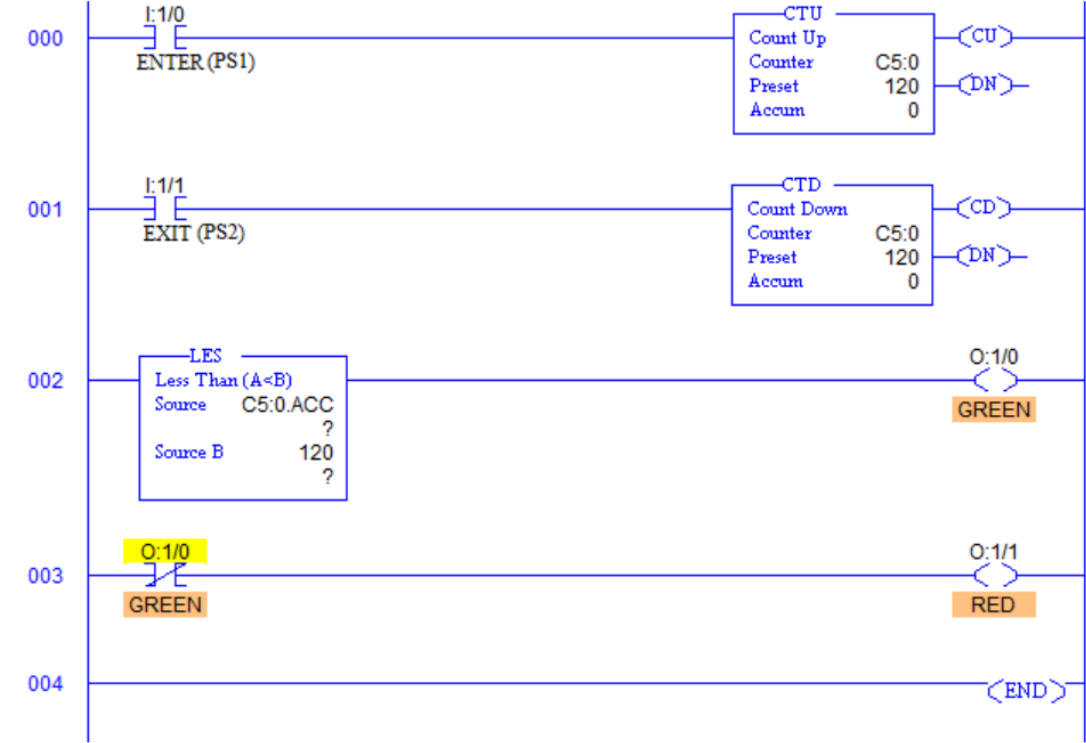 I:1/0
000
ENTER (PS1)
CTU
Count Up
Counter C5:0
Preset 120
Accum 0
CU
DN
I:1/1
001
EXIT (PS2)
CTD
Count Down
Counter C5:0
Preset 120
Accum 0
CD
DN
002
LES
Less Than (A<B)
Source C5:0.ACC
?
Source B 120
?
O:1/0
GREEN
003
O:1/0
GREEN
O:1/1
RED
004
END